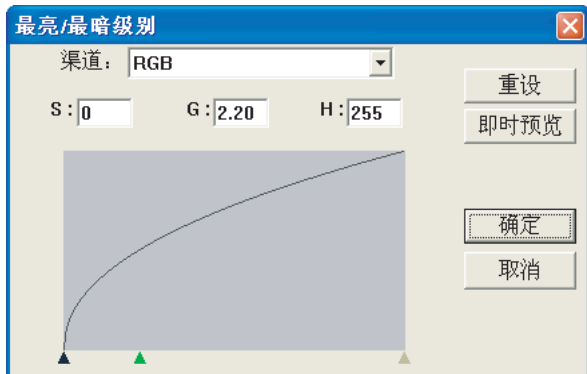 最亮/最暗级别
渠道： RGB
S : 0 G : 2.20 H : 255
重设
即时预览
确定
取消